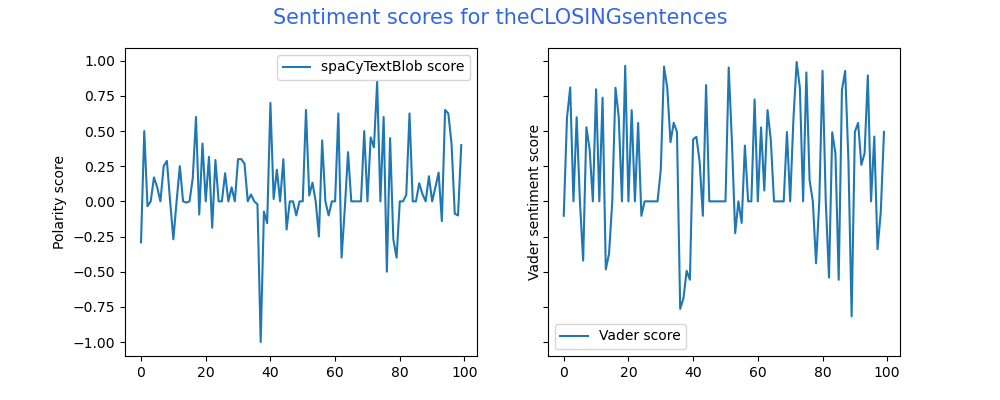 Sentiment scores for theCLOSINGsentences
spaCyTextBlob score
Polarity score
1.00
0.75
0.50
0.25
0.00
−0.25
−0.50
−0.75
−1.00
0 20 40 60 80 100
Vader sentiment score
Vader score
0 20 40 60 80 100